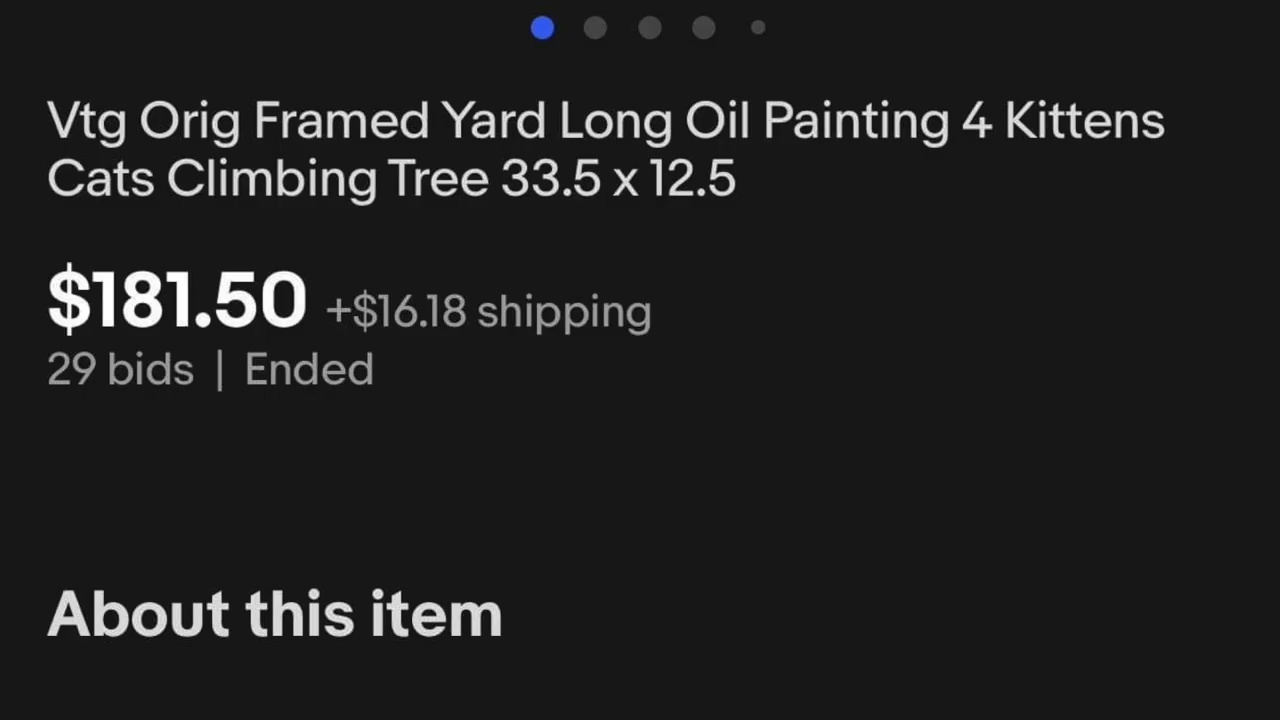 Vtg Orig Framed Yard Long Oil Painting 4 Kittens
Cats Climbing Tree 33.5 x 12.5
$181.50 +$16.18 shipping
29 bids | Ended
About this item